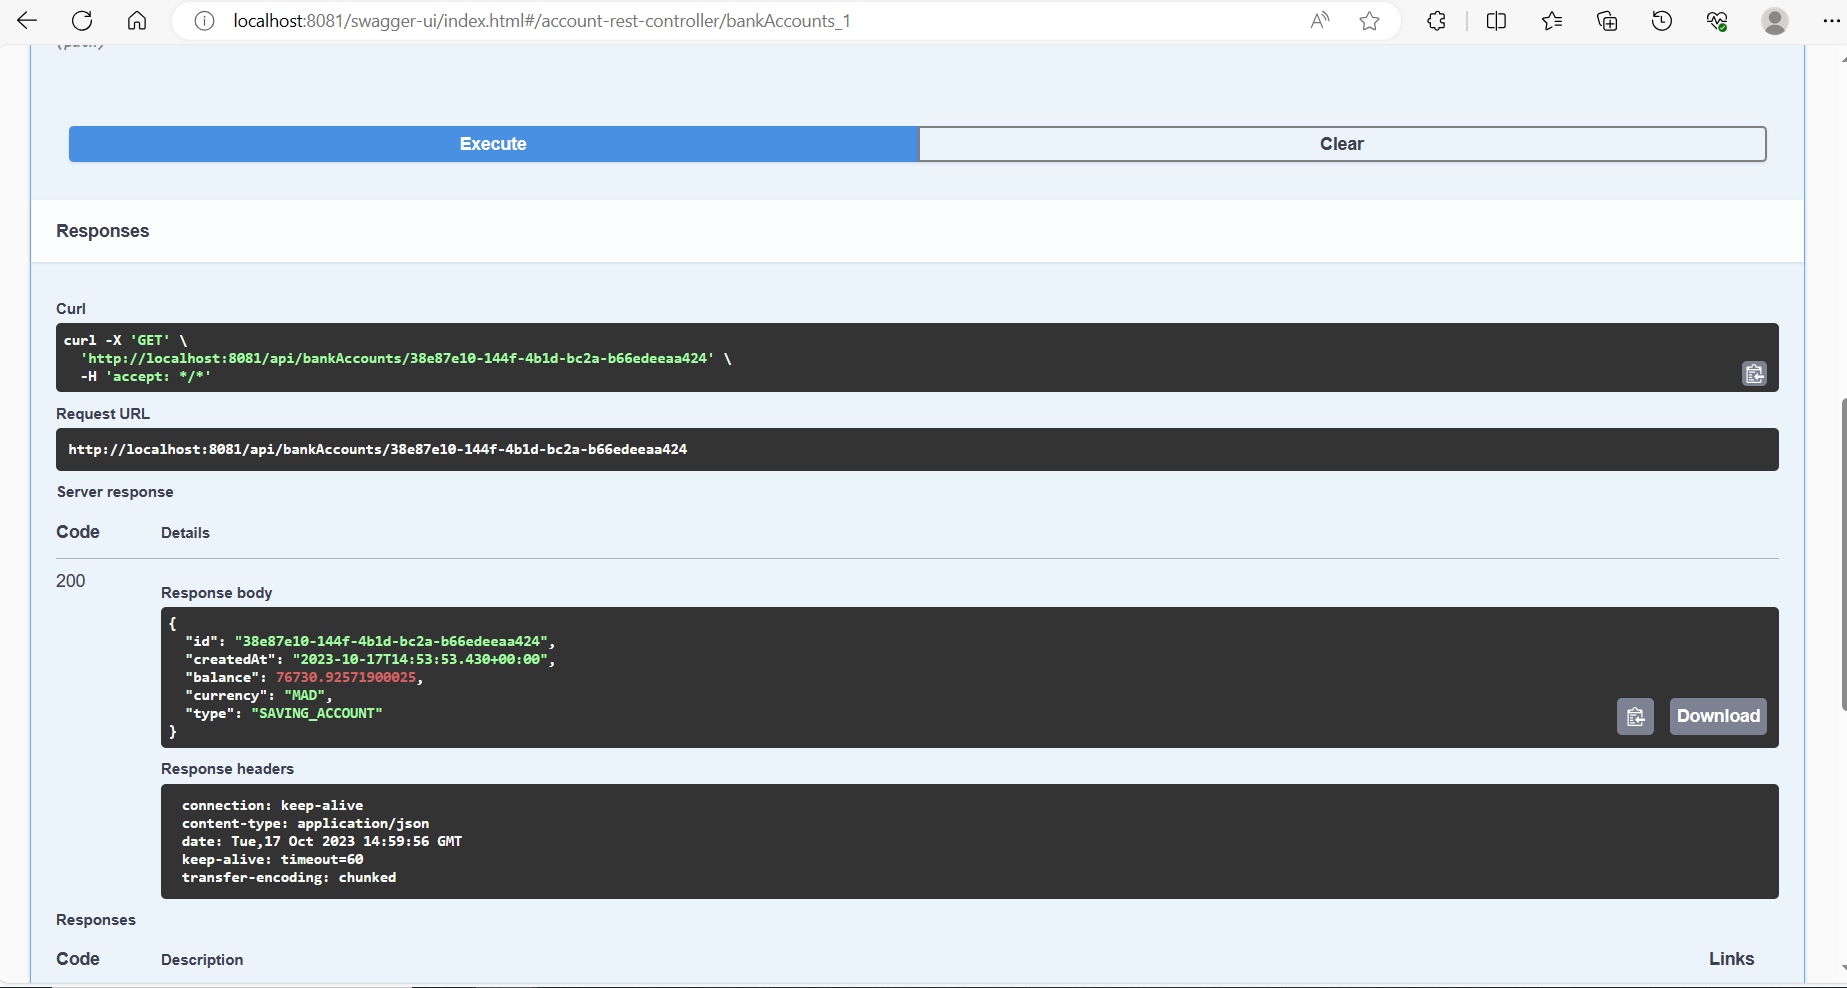 localhost:8081/swagger-ui/index.html#/account-rest-controller/bankAccounts_1
(path)
Execute
Clear
Responses
Curl
curl -X 'GET' \
'http://localhost:8081/api/bankAccounts/38e87e10-144f-4b1d-bc2a-b66edeeaa424' \
-H 'accept: */*'
Request URL
http://localhost:8081/api/bankAccounts/38e87e10-144f-4b1d-bc2a-b66edeeaa424
Server response
Code Details
200
Response body
{
"id": "38e87e10-144f-4b1d-bc2a-b66edeeaa424",
"createdAt": "2023-10-17T14:53:53.430+00:00",
"balance": 76730.92571900025,
"currency": "MAD",
"type": "SAVING_ACCOUNT"
}
Download
Response headers
connection: keep-alive
content-type: application/json
date: Tue,17 Oct 2023 14:59:56 GMT
keep-alive: timeout=60
transfer-encoding: chunked
Responses
Code Description Links